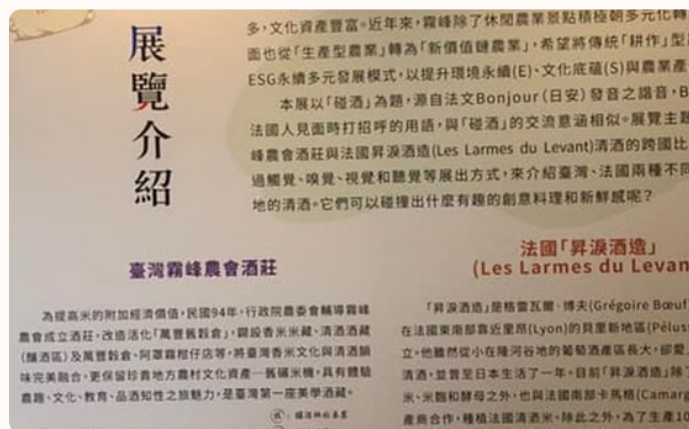 展覽介紹
多，文化資產豐富。近年來，霧峰除了休閒農業景點積極朝多元化轉
面也從「生產型農業」轉為「新價值鏈農業」，希望將傳統「耕作」型
ESG永續多元發展模式，以提升環境永續(E)、文化底蘊(S)與農業產
本展以「碰酒」為題，源自法文Bonjour（日安）發音之諧音，B
法國人見面時打招呼的用語，與「碰酒」的交流意涵相似。展覽主題
峰農會酒莊與法國昇淚酒造(Les Larmes du Levant)清酒的跨國比
過觸覺、嗅覺、視覺和聽覺等展出方式，來介紹臺灣、法國兩種不同
地的清酒。它們可以碰撞出什麼有趣的創意料理和新鮮感呢？
臺灣霧峰農會酒莊
為提高米的附加經濟價值，民國94年，行政院農委會輔導霧峰
農會成立酒莊，改造活化「萬豐舊穀倉」，闢設香米米藏、清酒酒藏
(釀酒區)及萬豐穀倉、阿罩霧柑仔店等，將臺灣香米文化與清酒韻
味完美融合，更保留珍貴地方農村文化資產─舊碾米機，具有體驗
農趣、文化、教育、品酒知性之旅魅力，是臺灣第一座美學酒藏。
法國「昇淚酒造」
(Les Larmes du Levan
「昇淚酒造」是格雷瓦爾·博夫(Grégoire Bœuf
在法國東南部靠近里昂(Lyon)的貝里新地區(Péluss
立。他雖然從小在隆河谷地的葡萄酒產區長大，卻愛
清酒，並曾至日本生活了一年。目前「昇淚酒造」除了
米、米麴和酵母之外，也與法國南部卡馬格(Camarg
產商合作，種植法國清酒米。除此之外，為了生產10